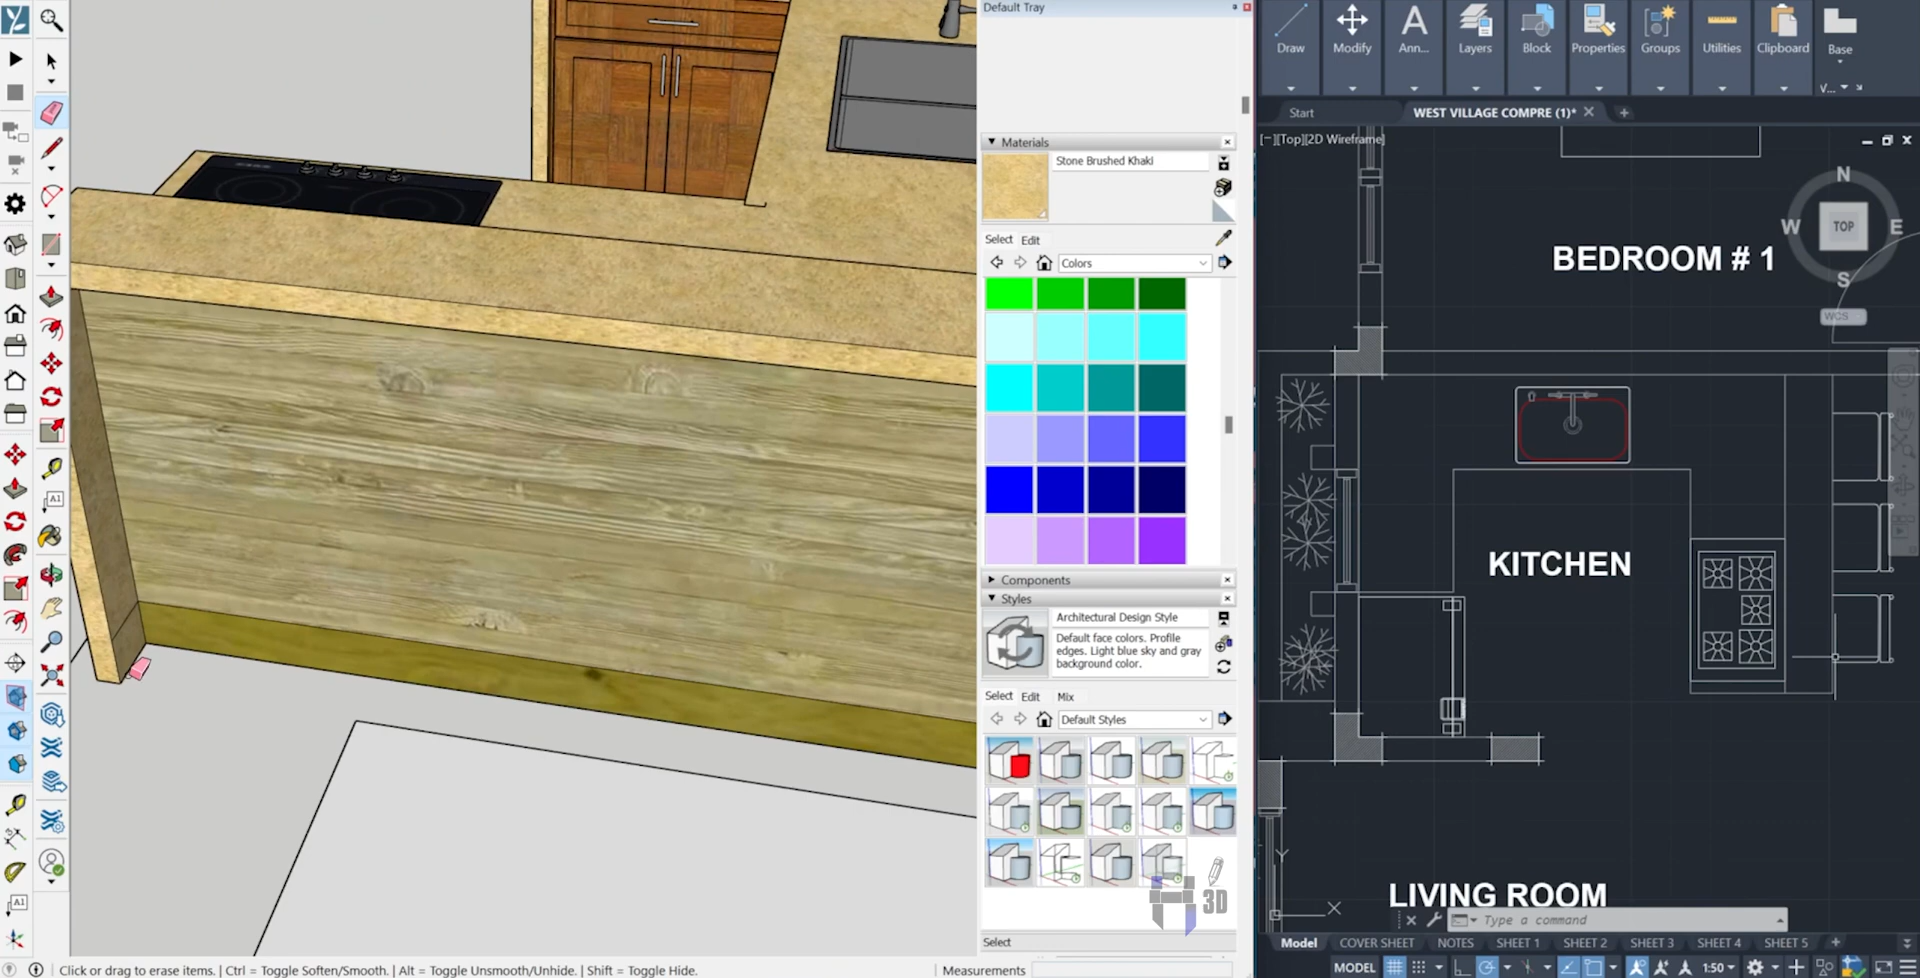 Default Tray
Materials
Stone Brushed Khaki
Select Edit
Colors
Components
Styles
Architectural Design Style
Default face colors. Profile
edges. Light blue sky and gray
background color.
Select Edit Mix
Default Styles
3D
Select
Click or drag to erase items. | Ctrl = Toggle Soften/Smooth. | Alt = Toggle Unsmooth/Unhide. | Shift = Toggle Hide.
Measurements
A1
A1
Draw
Modify
Ann...
Layers
Block
Properties
Groups
Utilities
Clipboard
Base
V...
Start
WEST VILLAGE COMPRE (1)*
[−][Top][2D Wireframe]
N
W
TOP
E
S
WCS
BEDROOM # 1
KITCHEN
LIVING ROOM
Y
X
Type a command
Model COVER SHEET NOTES SHEET 1 SHEET 2 SHEET 3 SHEET 4 SHEET 5
MODEL
1:50